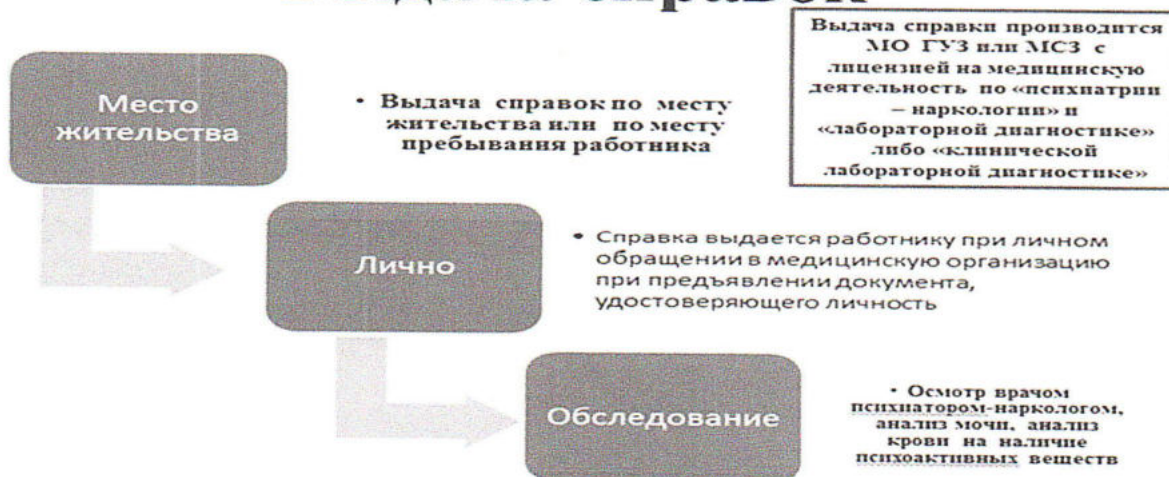 справок
Выдача справки производится
МО ГУЗ или МСЗ с
лицензией на медицинскую
деятельность по «психиатрии
– наркологии» и
«лабораторной диагностике»
либо «клинической
лабораторной диагностике»
Место
жительства
• Выдача справок по месту
жительства или по месту
пребывания работника
Лично
• Справка выдается работнику при личном
обращении в медицинскую организацию
при предъявлении документа,
удостоверяющего личность
Обследование
• Осмотр врачом
психиатором-наркологом,
анализ мочи, анализ
крови на наличие
психоактивных веществ